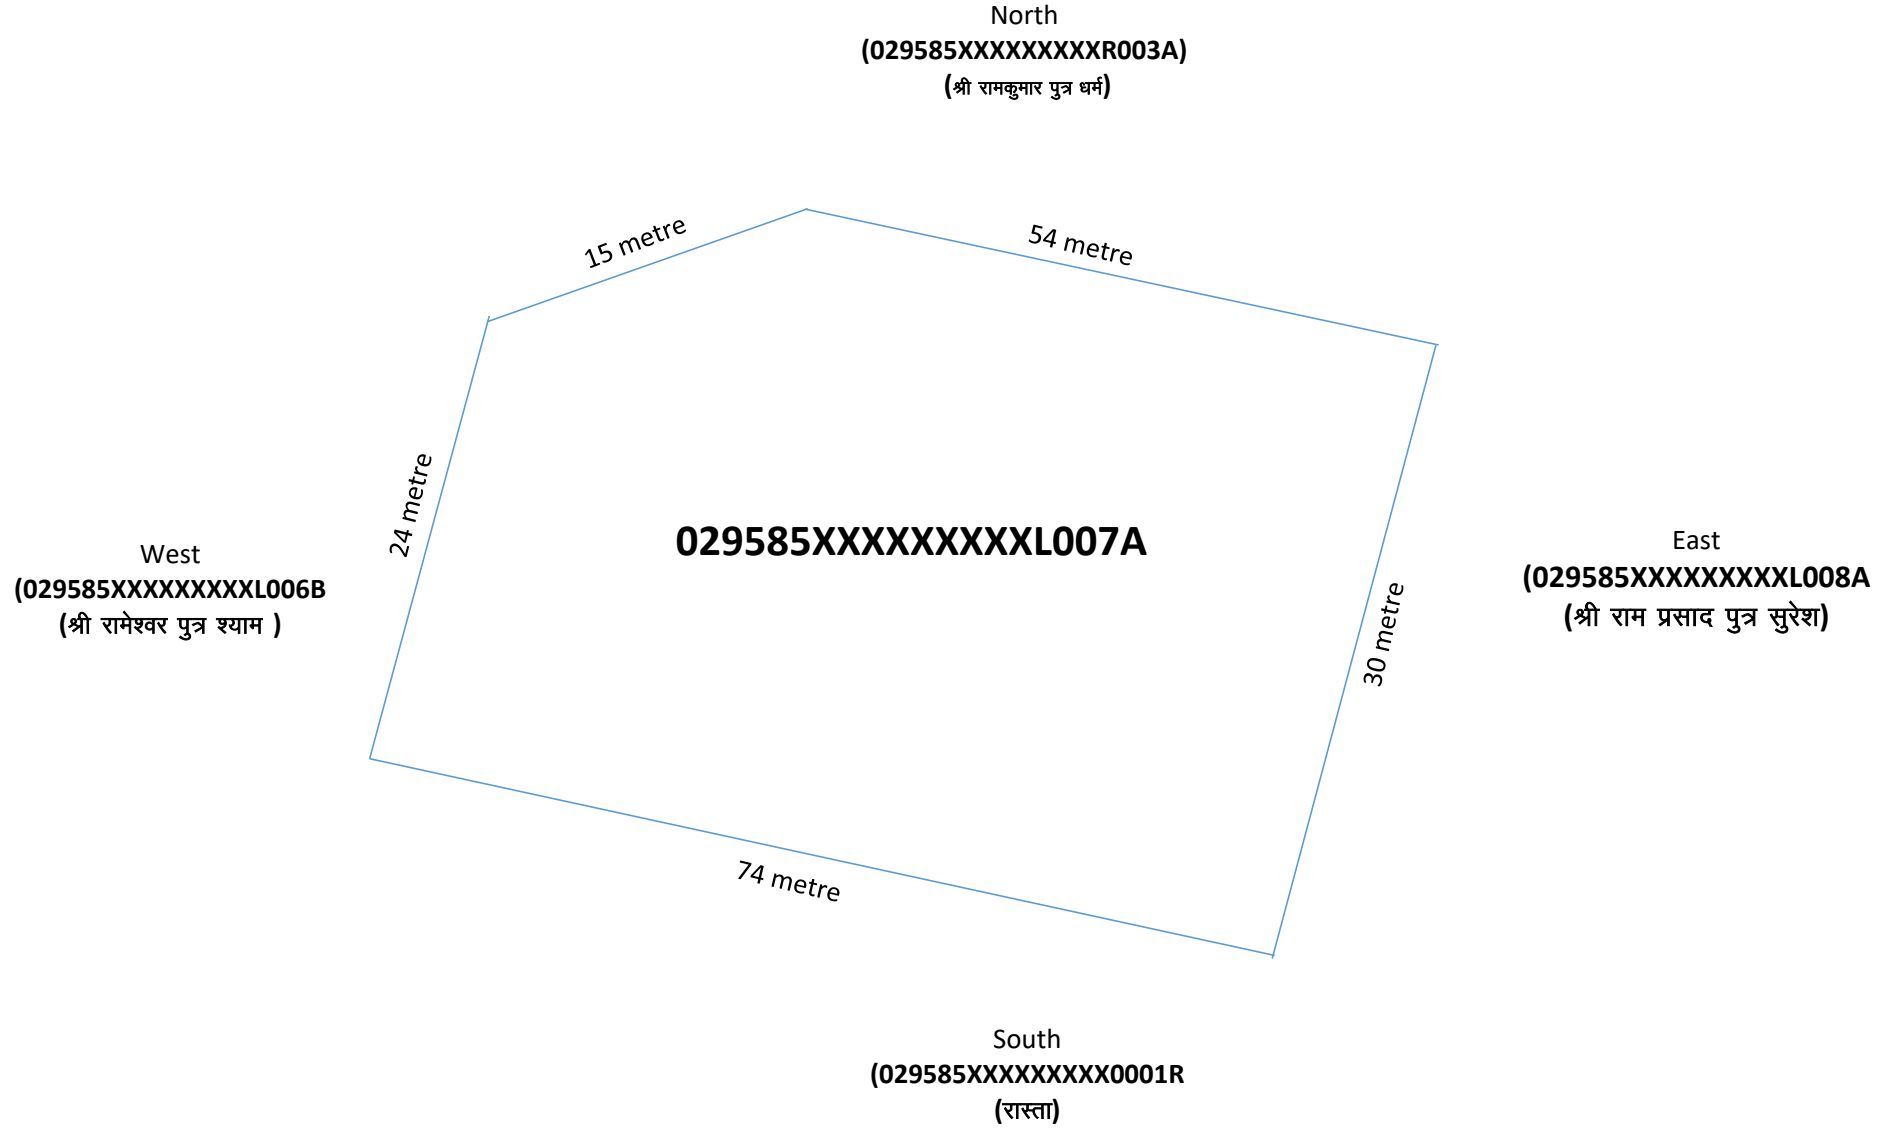 North
(029585XXXXXXXXXR003A)
(श्री रामकुमार पुत्र धर्म)
15 metre
54 metre
24 metre
029585XXXXXXXXXL007A
West
(029585XXXXXXXXXL006B
(श्री रामेश्वर पुत्र श्याम )
East
(029585XXXXXXXXXL008A
(श्री राम प्रसाद पुत्र सुरेश)
30 metre
74 metre
South
(029585XXXXXXXXX0001R
(रास्ता)